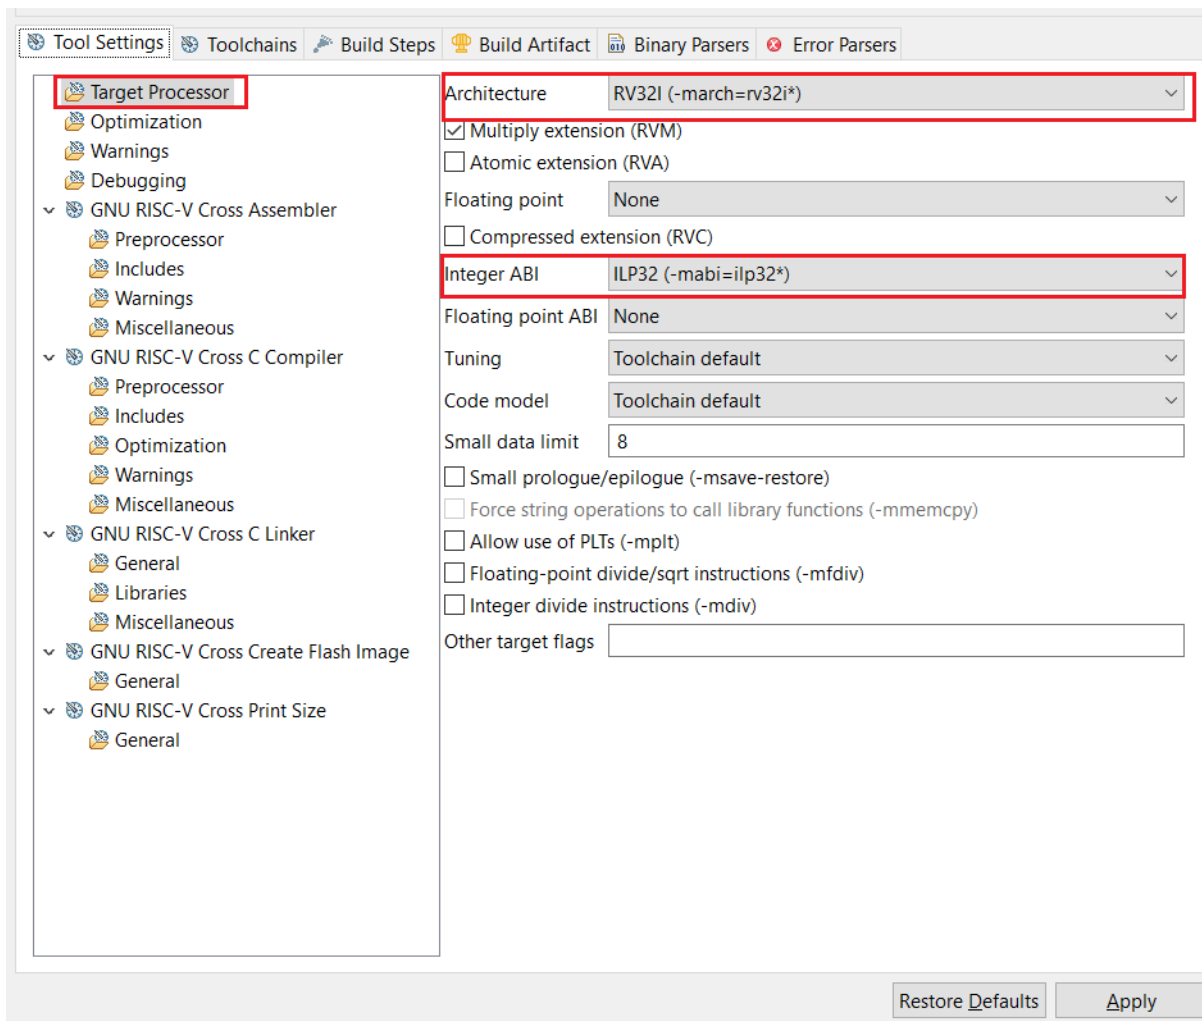 Tool Settings Toolchains Build Steps Build Artifact Binary Parsers Error Parsers
Target Processor
Optimization
Warnings
Debugging
GNU RISC-V Cross Assembler
Preprocessor
Includes
Warnings
Miscellaneous
GNU RISC-V Cross C Compiler
Preprocessor
Includes
Optimization
Warnings
Miscellaneous
GNU RISC-V Cross C Linker
General
Libraries
Miscellaneous
GNU RISC-V Cross Create Flash Image
General
GNU RISC-V Cross Print Size
General
Architecture RV32I (-march=rv32i*)
Multiply extension (RVM)
Atomic extension (RVA)
Floating point None
Compressed extension (RVC)
Integer ABI ILP32 (-mabi=ilp32*)
Floating point ABI None
Tuning Toolchain default
Code model Toolchain default
Small data limit 8
Small prologue/epilogue (-msave-restore)
Force string operations to call library functions (-mmemcpy)
Allow use of PLTs (-mplt)
Floating-point divide/sqrt instructions (-mfdiv)
Integer divide instructions (-mdiv)
Other target flags
Restore Defaults Apply